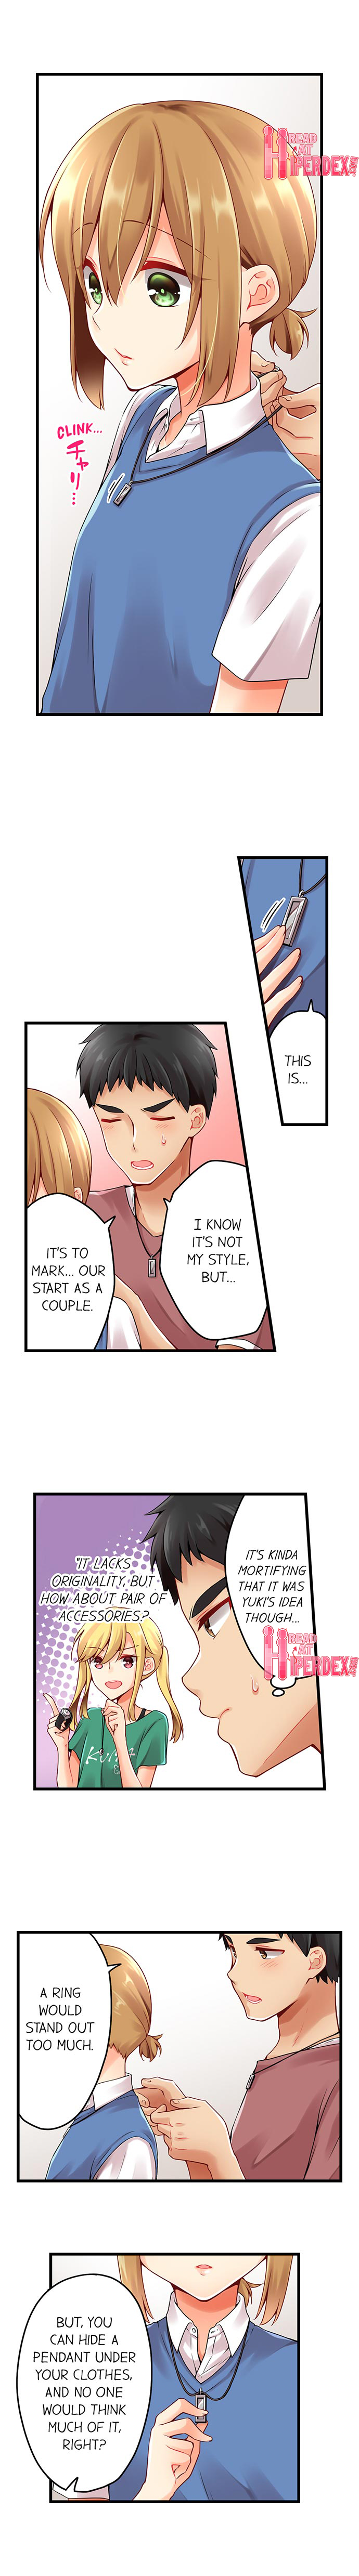 READ
AT
HIPERDEX
CLINK...
チャリ...
THIS
IS...
I KNOW
IT'S NOT
MY STYLE,
BUT...
IT'S TO
MARK... OUR
START AS A
COUPLE.
IT'S KINDA
MORTIFYING
THAT IT WAS
YUKI'S IDEA
THOUGH...
"IT LACKS
ORIGINALITY, BUT
HOW ABOUT PAIR OF
ACCESSORIES?
READ
AT
HIPERDEX
A RING
WOULD
STAND OUT
TOO MUCH.
BUT, YOU
CAN HIDE A
PENDANT UNDER
YOUR CLOTHES,
AND NO ONE
WOULD THINK
MUCH OF IT,
RIGHT?